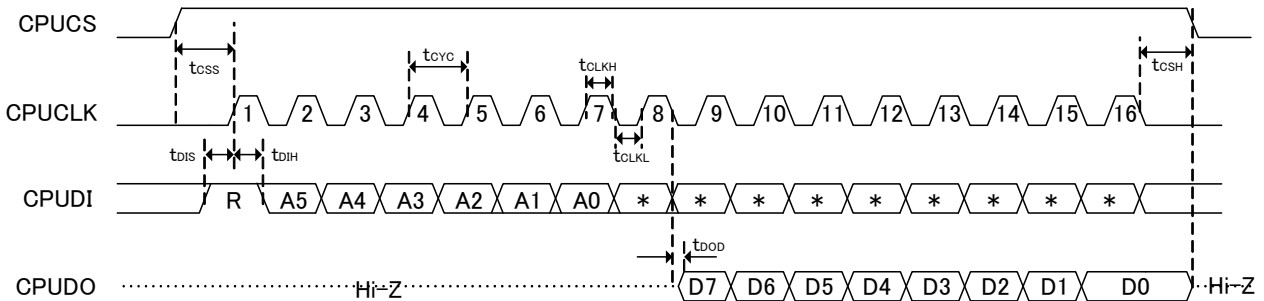 CPUCS
tCSS
tCYC
tCLKH
tCSH
CPUCLK 1 2 3 4 5 6 7 8 9 10 11 12 13 14 15 16
tDIS tDIH
tCLKL
CPUDI R A5 A4 A3 A2 A1 A0 * * * * * * * * *
tDOD
CPUDO Hi-Z D7 D6 D5 D4 D3 D2 D1 D0 Hi-Z